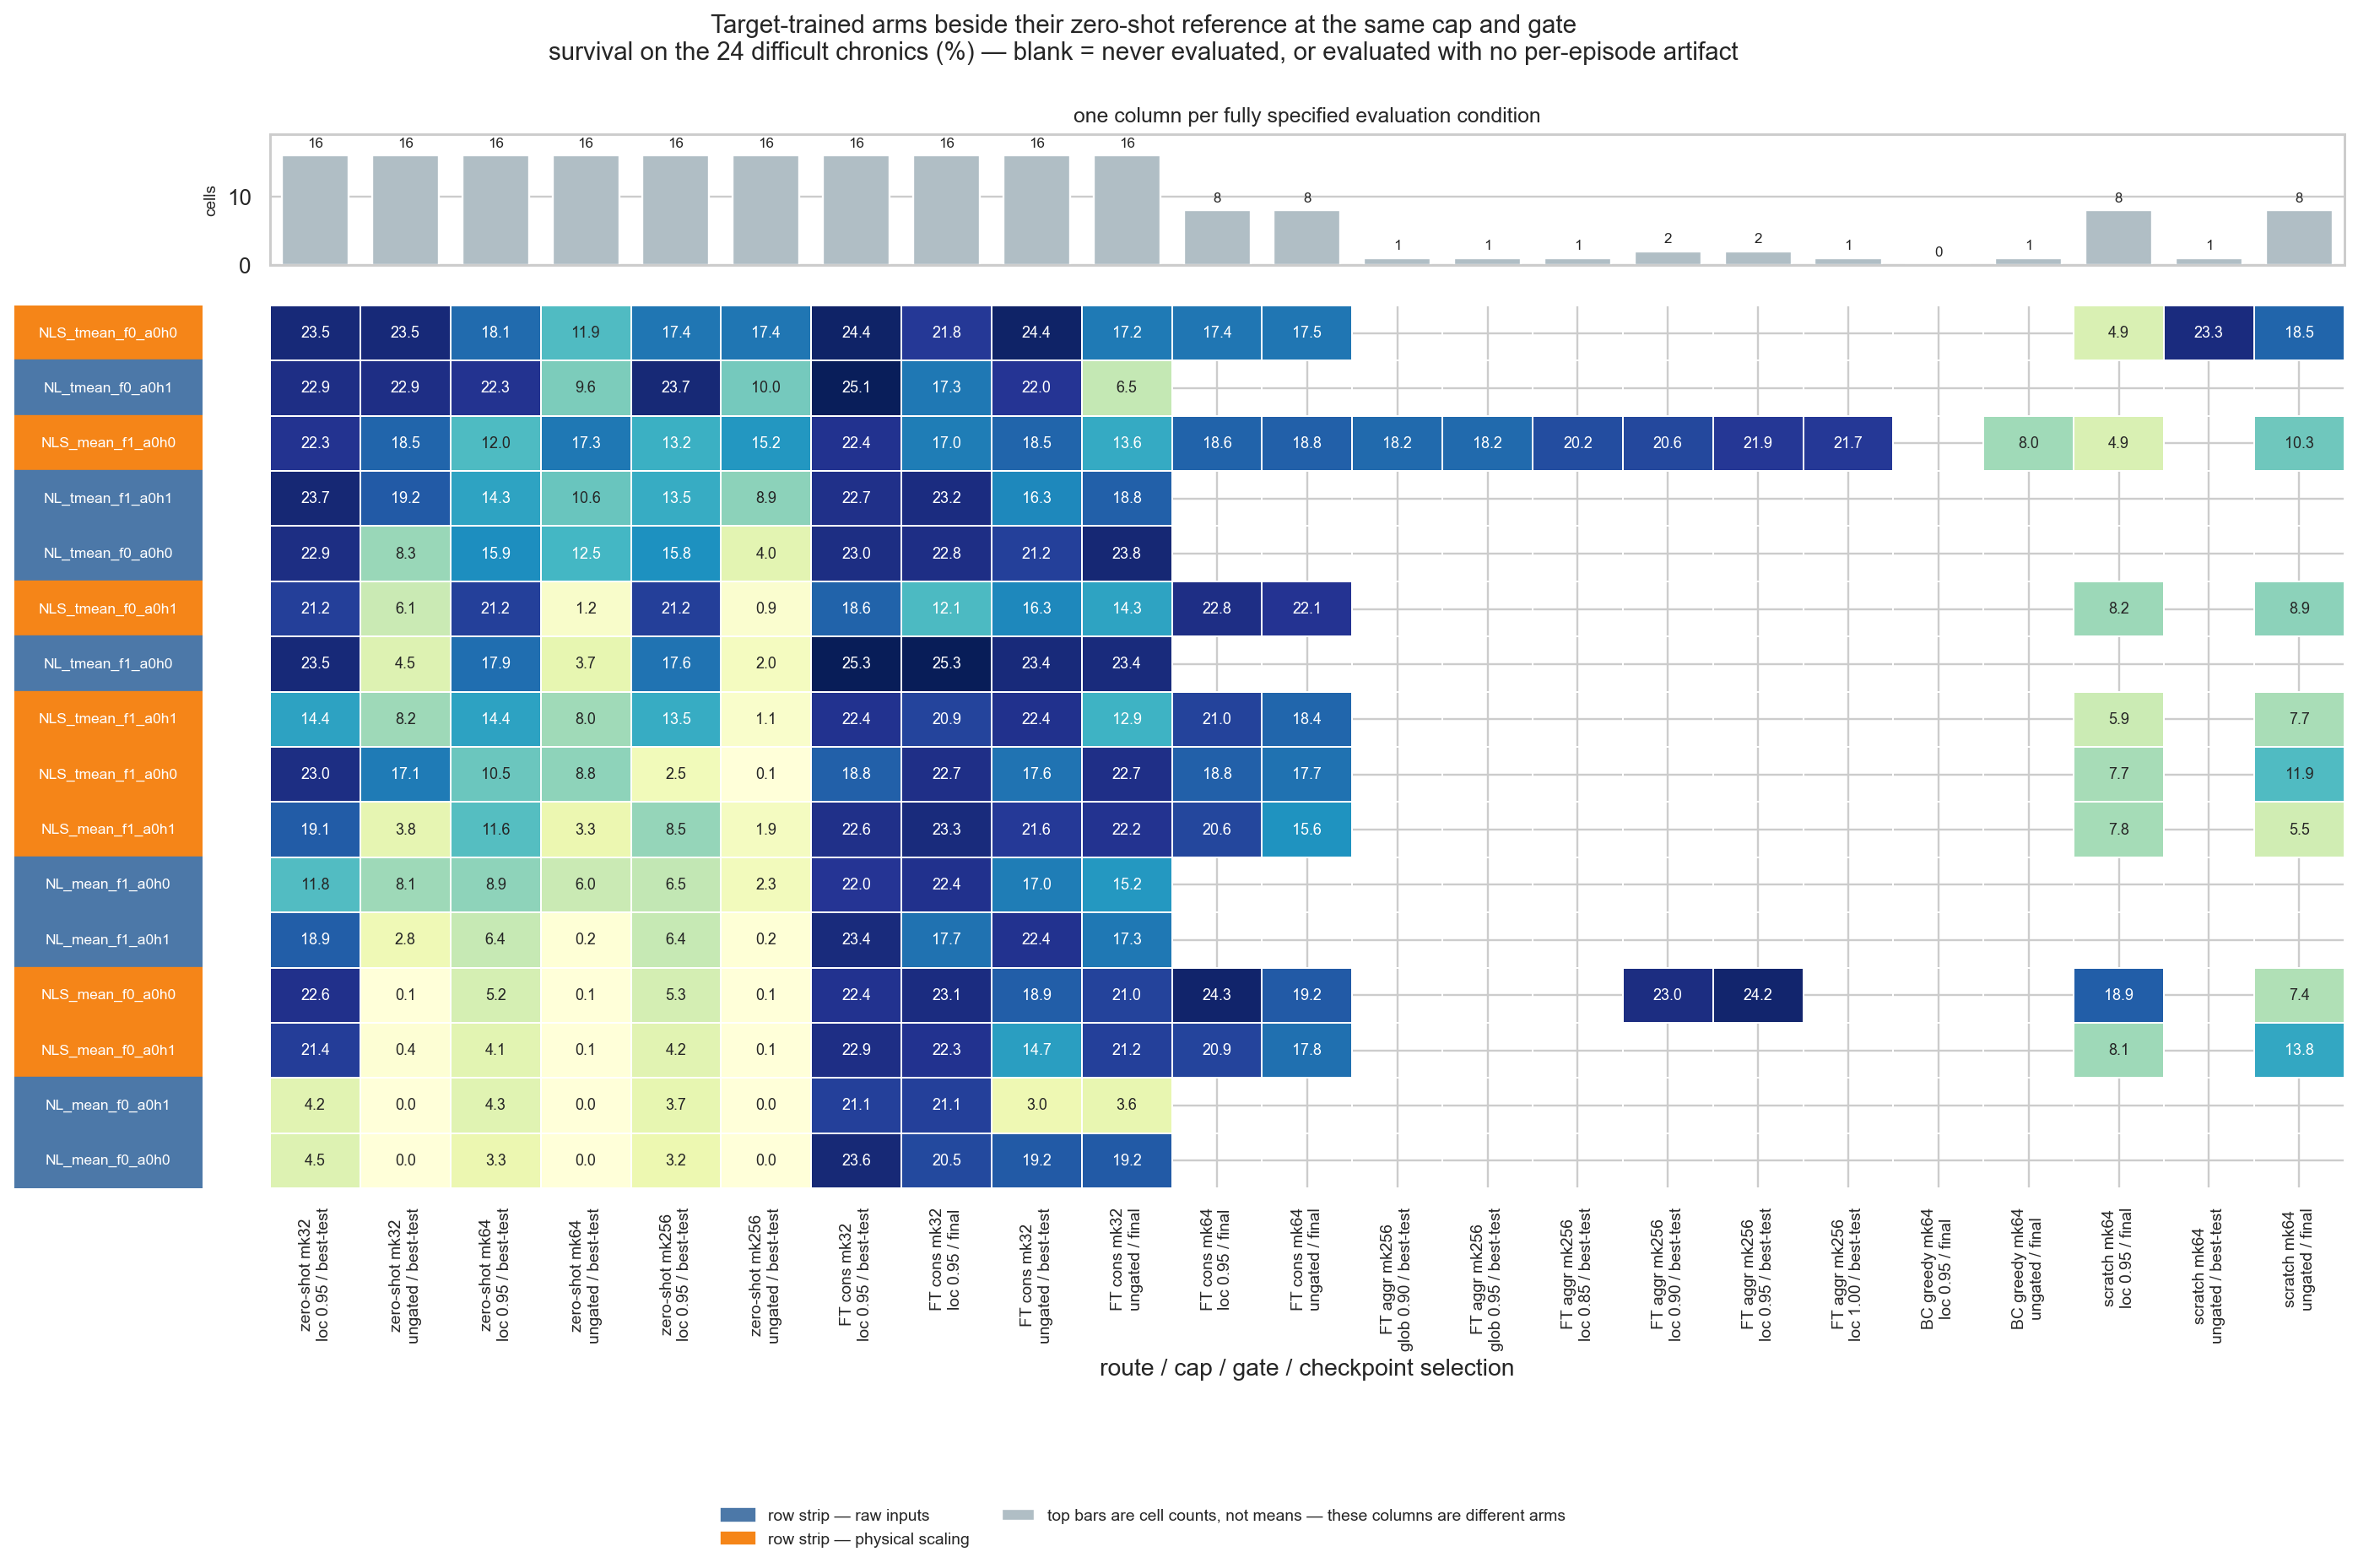 Target-trained arms beside their zero-shot reference at the same cap and gate
survival on the 24 difficult chronics (%) — blank = never evaluated, or evaluated with no per-episode artifact
one column per fully specified evaluation condition
16 16 16 16 16 16 16 16 16 16 8 8 1 1 1 2 2 1 0 1 8 1 8
cells
10
0
NLS_tmean_f0_a0h0 23.5 23.5 18.1 11.9 17.4 17.4 24.4 21.8 24.4 17.2 17.4 17.5 4.9 23.3 18.5
NL_tmean_f0_a0h1 22.9 22.9 22.3 9.6 23.7 10.0 25.1 17.3 22.0 6.5
NLS_mean_f1_a0h0 22.3 18.5 12.0 17.3 13.2 15.2 22.4 17.0 18.5 13.6 18.6 18.8 18.2 18.2 20.2 20.6 21.9 21.7 8.0 4.9 10.3
NL_tmean_f1_a0h1 23.7 19.2 14.3 10.6 13.5 8.9 22.7 23.2 16.3 18.8
NL_tmean_f0_a0h0 22.9 8.3 15.9 12.5 15.8 4.0 23.0 22.8 21.2 23.8
NLS_tmean_f0_a0h1 21.2 6.1 21.2 1.2 21.2 0.9 18.6 12.1 16.3 14.3 22.8 22.1 8.2 8.9
NL_tmean_f1_a0h0 23.5 4.5 17.9 3.7 17.6 2.0 25.3 25.3 23.4 23.4
NLS_tmean_f1_a0h1 14.4 8.2 14.4 8.0 13.5 1.1 22.4 20.9 22.4 12.9 21.0 18.4 5.9 7.7
NLS_tmean_f1_a0h0 23.0 17.1 10.5 8.8 2.5 0.1 18.8 22.7 17.6 22.7 18.8 17.7 7.7 11.9
NLS_mean_f1_a0h1 19.1 3.8 11.6 3.3 8.5 1.9 22.6 23.3 21.6 22.2 20.6 15.6 7.8 5.5
NL_mean_f1_a0h0 11.8 8.1 8.9 6.0 6.5 2.3 22.0 22.4 17.0 15.2
NL_mean_f1_a0h1 18.9 2.8 6.4 0.2 6.4 0.2 23.4 17.7 22.4 17.3
NLS_mean_f0_a0h0 22.6 0.1 5.2 0.1 5.3 0.1 22.4 23.1 18.9 21.0 24.3 19.2 23.0 24.2 18.9 7.4
NLS_mean_f0_a0h1 21.4 0.4 4.1 0.1 4.2 0.1 22.9 22.3 14.7 21.2 20.9 17.8 8.1 13.8
NL_mean_f0_a0h1 4.2 0.0 4.3 0.0 3.7 0.0 21.1 21.1 3.0 3.6
NL_mean_f0_a0h0 4.5 0.0 3.3 0.0 3.2 0.0 23.6 20.5 19.2 19.2
zero-shot mk32
loc 0.95 / best-test
zero-shot mk32
ungated / best-test
zero-shot mk64
loc 0.95 / best-test
zero-shot mk64
ungated / best-test
zero-shot mk256
loc 0.95 / best-test
zero-shot mk256
ungated / best-test
FT cons mk32
loc 0.95 / best-test
FT cons mk32
loc 0.95 / final
FT cons mk32
ungated / best-test
FT cons mk32
ungated / final
FT cons mk64
loc 0.95 / final
FT cons mk64
ungated / final
FT aggr mk256
glob 0.90 / best-test
FT aggr mk256
glob 0.95 / best-test
FT aggr mk256
loc 0.85 / best-test
FT aggr mk256
loc 0.90 / best-test
FT aggr mk256
loc 0.95 / best-test
FT aggr mk256
loc 1.00 / best-test
BC greedy mk64
loc 0.95 / final
BC greedy mk64
ungated / final
scratch mk64
loc 0.95 / final
scratch mk64
ungated / best-test
scratch mk64
ungated / final
route / cap / gate / checkpoint selection
row strip — raw inputs
row strip — physical scaling
top bars are cell counts, not means — these columns are different arms